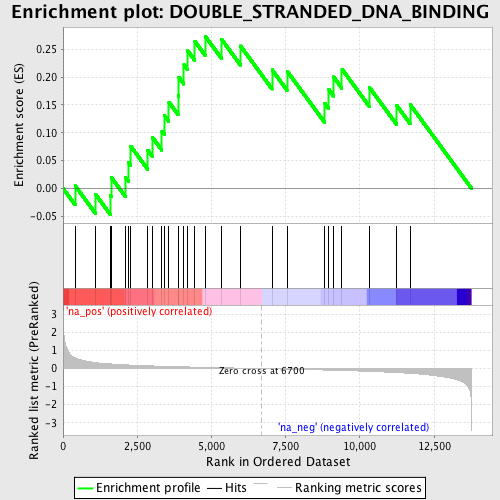 Enrichment plot: DOUBLE_STRANDED_DNA_BINDING
Enrichment score (ES)
0.25
0.20
0.15
0.10
0.05
0.00
-0.05
'na_pos' (positively correlated)
Ranked list metric (PreRanked)
3
2
1
0
-1
-2
-3
Zero cross at 6700
'na_neg' (negatively correlated)
0
2,500
5,000
7,500
10,000
12,500
Rank in Ordered Dataset
Enrichment profile
Hits
Ranking metric scores